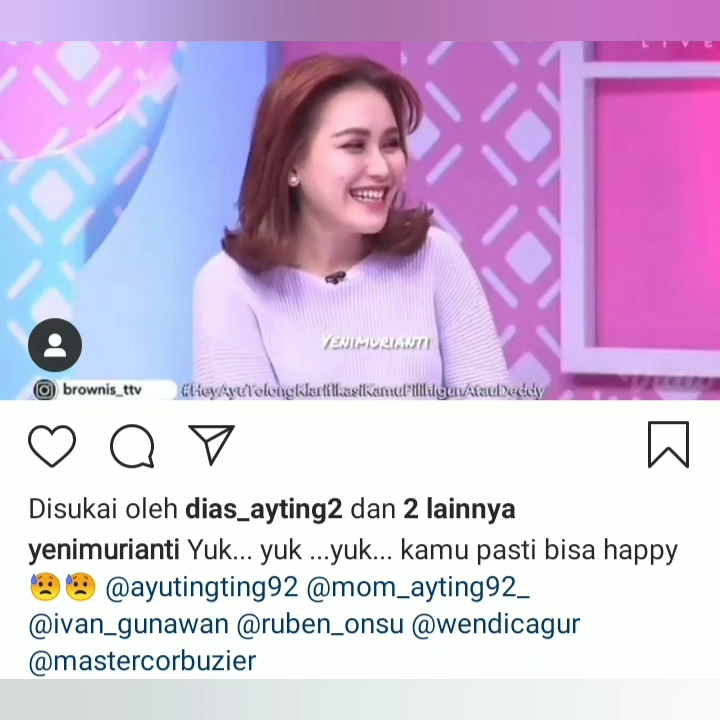 LIVE
YENIMURIANTI
brownis_ttv #HeyAyuTolongKlarifikasiKamuPilihIgunAtauDeddy
Disukai oleh dias_ayting2 dan 2 lainnya
yenimurianti Yuk... yuk ...yuk... kamu pasti bisa happy
😥😥 @ayutingting92 @mom_ayting92_
@ivan_gunawan @ruben_onsu @wendicagur
@mastercorbuzier